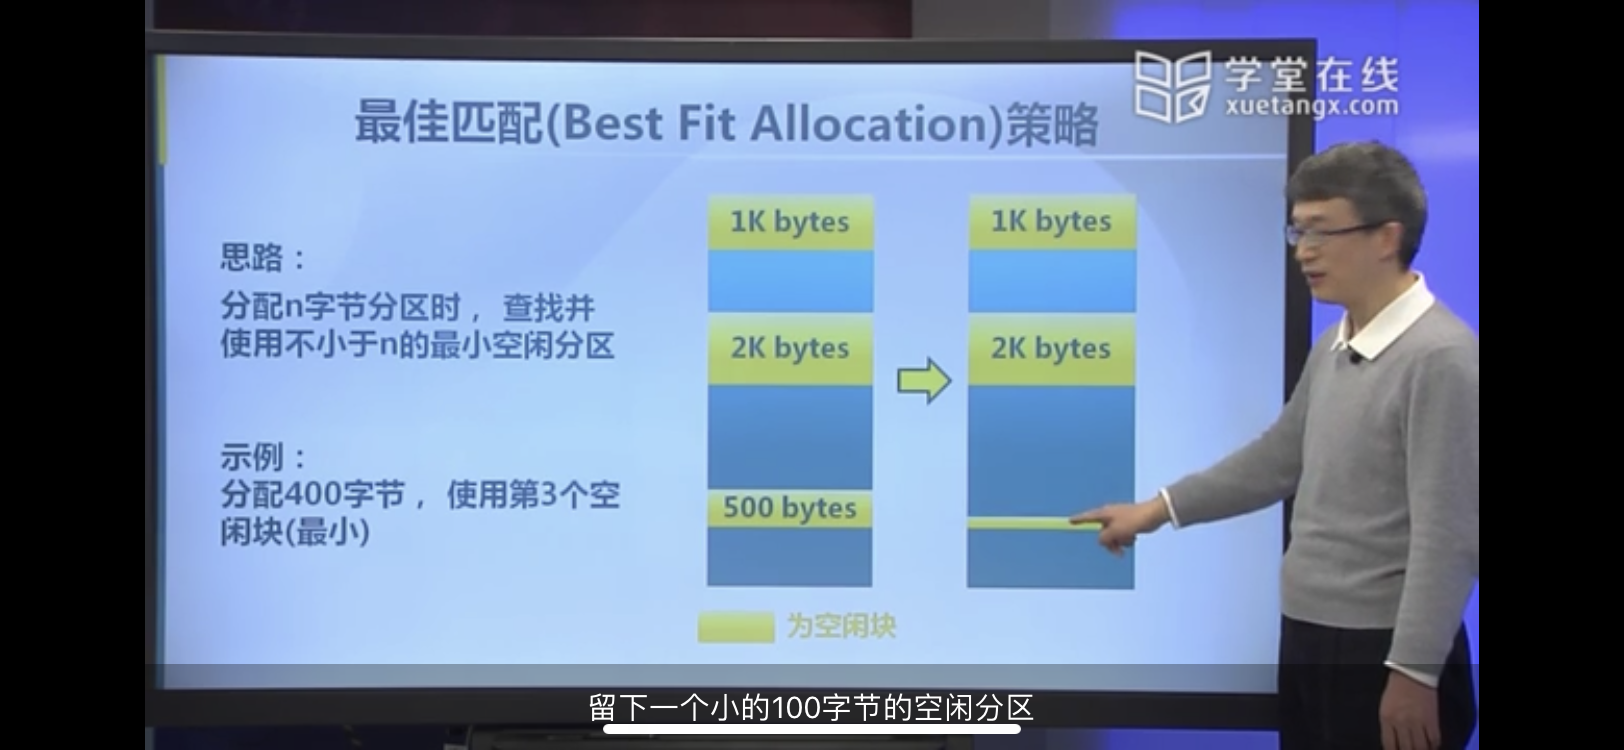 学堂在线
xuetangx.com
最佳匹配(Best Fit Allocation)策略
思路：
分配n字节分区时， 查找并
使用不小于n的最小空闲分区
示例：
分配400字节， 使用第3个空
闲块(最小)
1K bytes
2K bytes
500 bytes
1K bytes
2K bytes
为空闲块
留下一个小的100字节的空闲分区